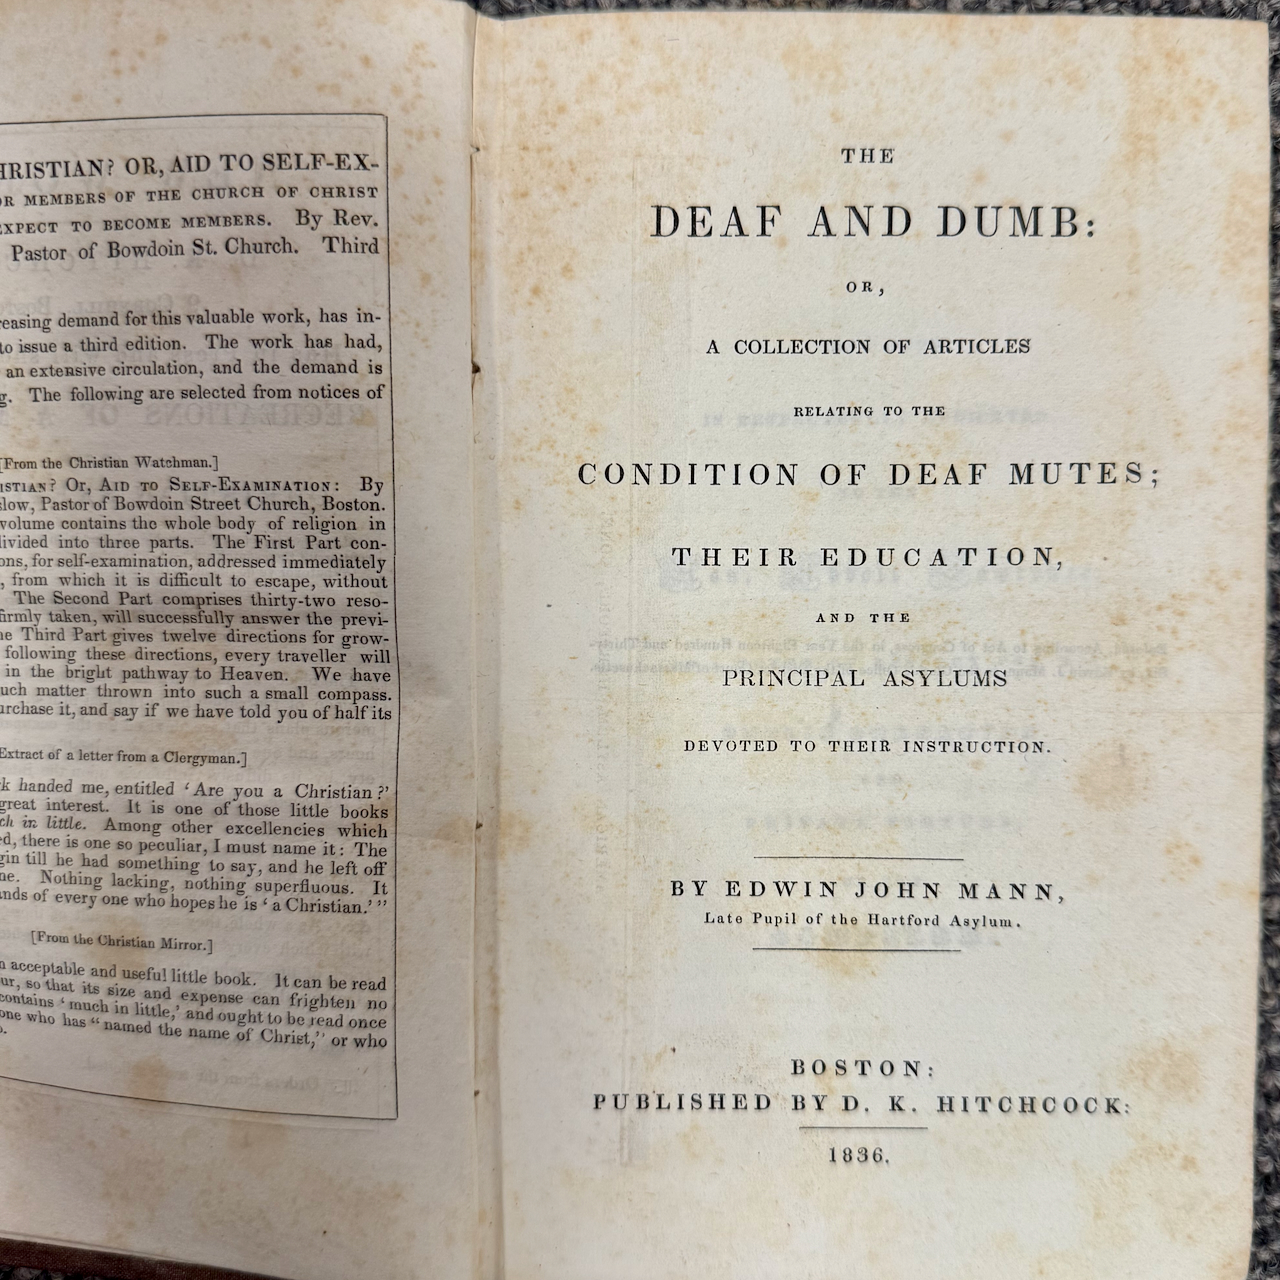 HRISTIAN? OR, AID TO SELF-EX-
OR MEMBERS OF THE CHURCH OF CHRIST
EXPECT TO BECOME MEMBERS. By Rev.
Pastor of Bowdoin St. Church. Third
reasing demand for this valuable work, has in-
to issue a third edition. The work has had,
an extensive circulation, and the demand is
g. The following are selected from notices of
[From the Christian Watchman.]
ISTIAN? Or, AID TO SELF-EXAMINATION: By
slow, Pastor of Bowdoin Street Church, Boston.
volume contains the whole body of religion in
divided into three parts. The First Part con-
ons, for self-examination, addressed immediately
, from which it is difficult to escape, without
The Second Part comprises thirty-two reso-
firmly taken, will successfully answer the previ-
he Third Part gives twelve directions for grow-
following these directions, every traveller will
in the bright pathway to Heaven. We have
uch matter thrown into such a small compass.
urchase it, and say if we have told you of half its
Extract of a letter from a Clergyman.]
k handed me, entitled ‘Are you a Christian?’
great interest. It is one of those little books
ch in little. Among other excellencies which
ed, there is one so peculiar, I must name it: The
gin till he had something to say, and he left off
ne. Nothing lacking, nothing superfluous. It
ands of every one who hopes he is ‘a Christian.’”
[From the Christian Mirror.]
n acceptable and useful little book. It can be read
ur, so that its size and expense can frighten no
contains ‘much in little,’ and ought to be read once
one who has “named the name of Christ,” or who
THE
DEAF AND DUMB:
OR,
A COLLECTION OF ARTICLES
RELATING TO THE
CONDITION OF DEAF MUTES;
THEIR EDUCATION,
AND THE
PRINCIPAL ASYLUMS
DEVOTED TO THEIR INSTRUCTION.
BY EDWIN JOHN MANN,
Late Pupil of the Hartford Asylum.
BOSTON:
PUBLISHED BY D. K. HITCHCOCK:
1836.